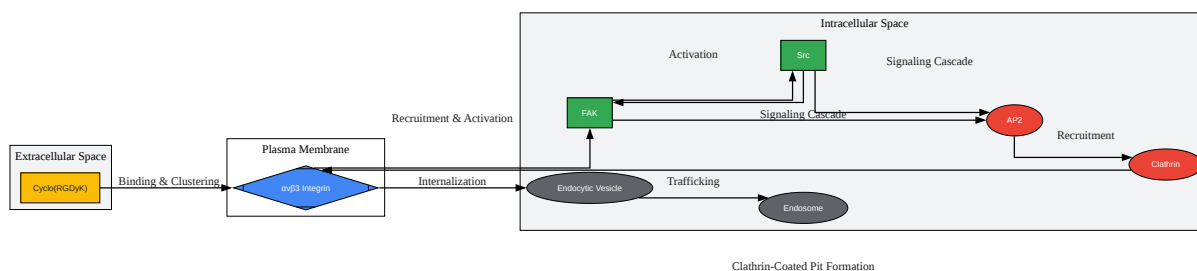 Intracellular Space
Src
Activation
Signaling Cascade
FAK
Signaling Cascade
AP2
Recruitment & Activation
Recruitment
Extracellular Space
Plasma Membrane
Clathrin
Cyclo(RGDyK)
Binding & Clustering
αvβ3 Integrin
Internalization
Endocytic Vesicle
Trafficking
Endosome
Clathrin-Coated Pit Formation